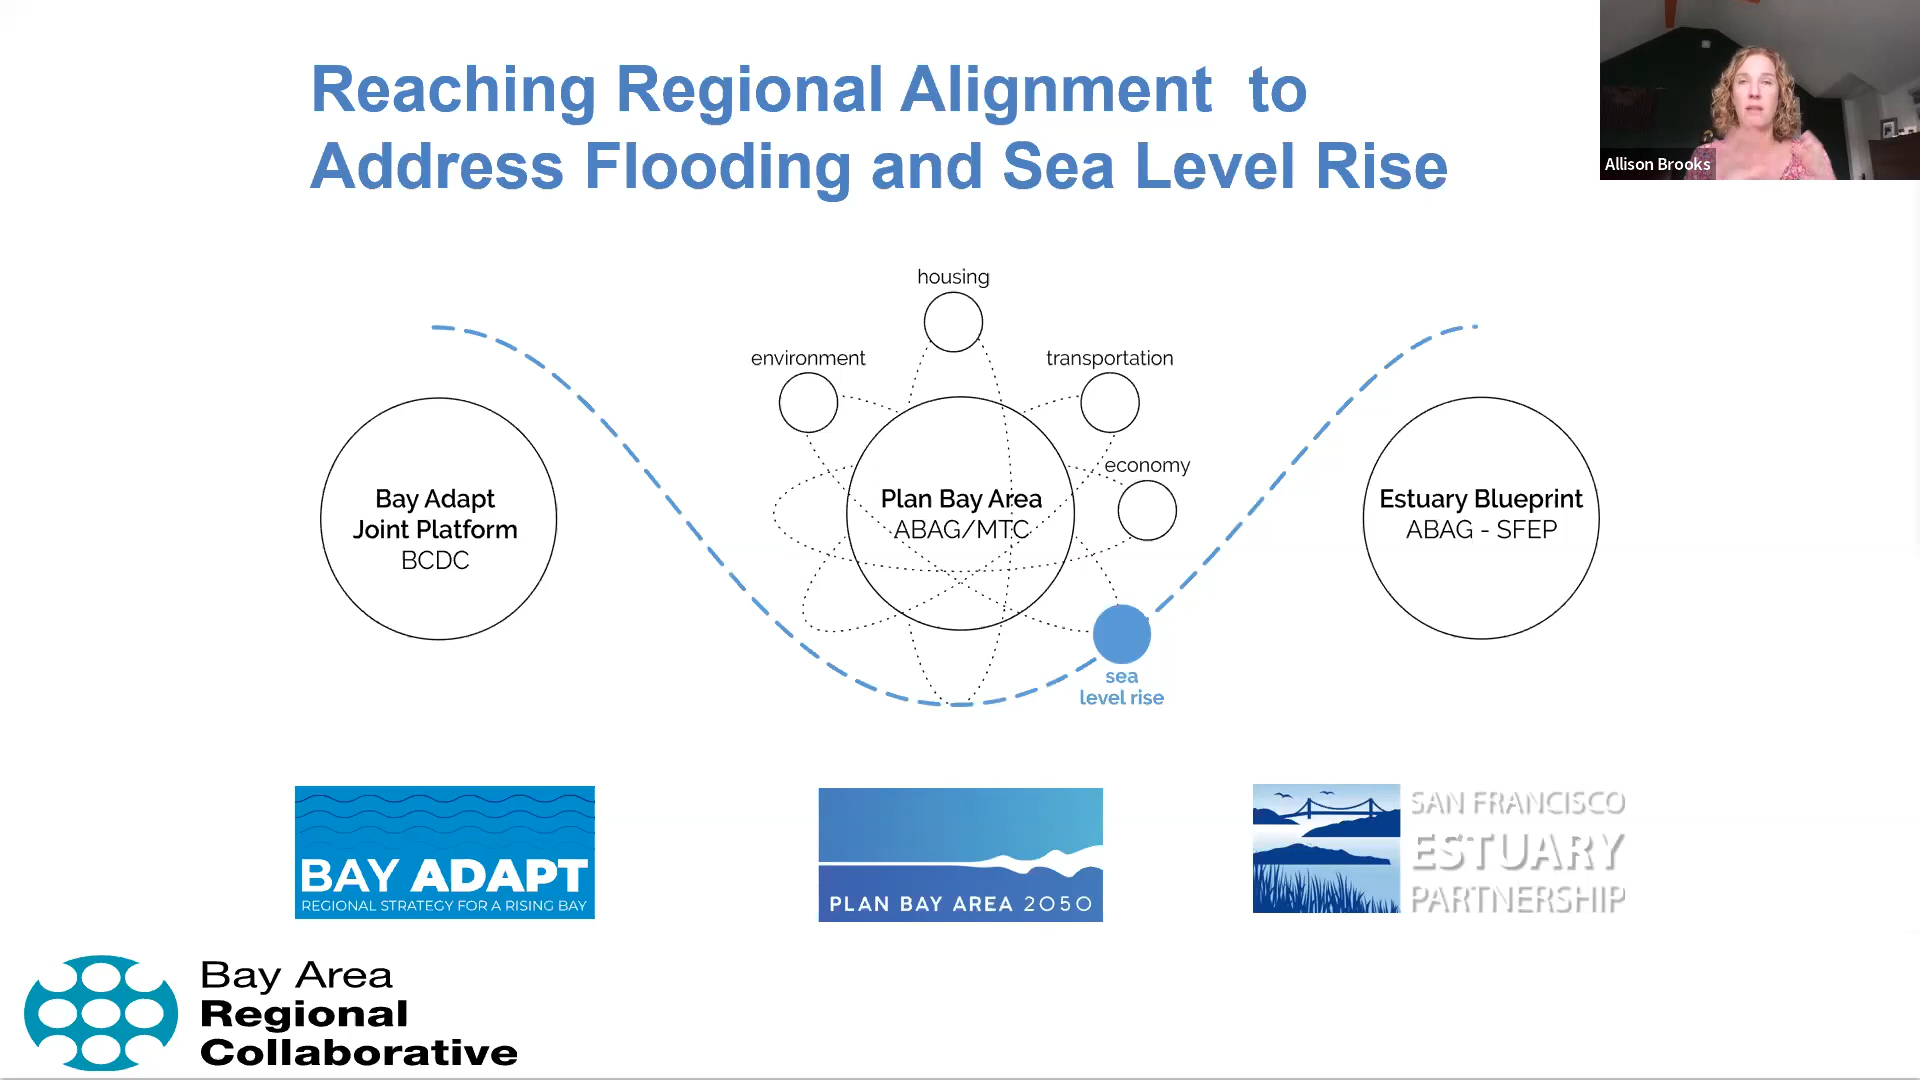 Reaching Regional Alignment to
Address Flooding and Sea Level Rise
Allison Brooks
housing
environment
transportation
economy
Bay Adapt
Joint Platform
BCDC
Plan Bay Area
ABAG/MTC
Estuary Blueprint
ABAG - SFEP
sea
level rise
BAY ADAPT
REGIONAL STRATEGY FOR A RISING BAY
PLAN BAY AREA 2050
SAN FRANCISCO
ESTUARY
PARTNERSHIP
Bay Area
Regional
Collaborative